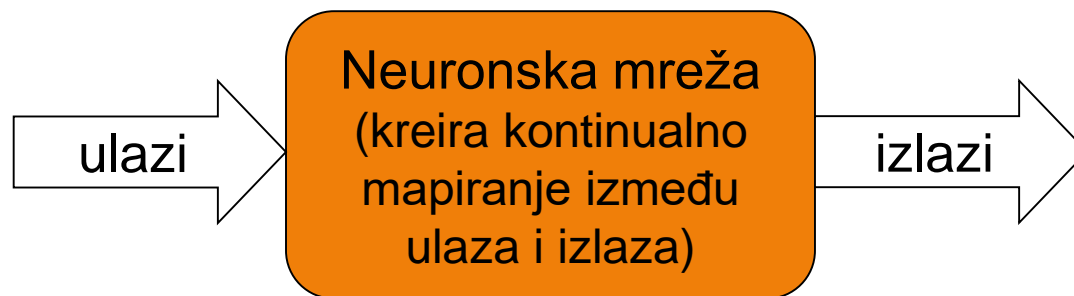 ulazi
Neuronska mreža
(kreira kontinualno
mapiranje između
ulaza i izlaza)
izlazi